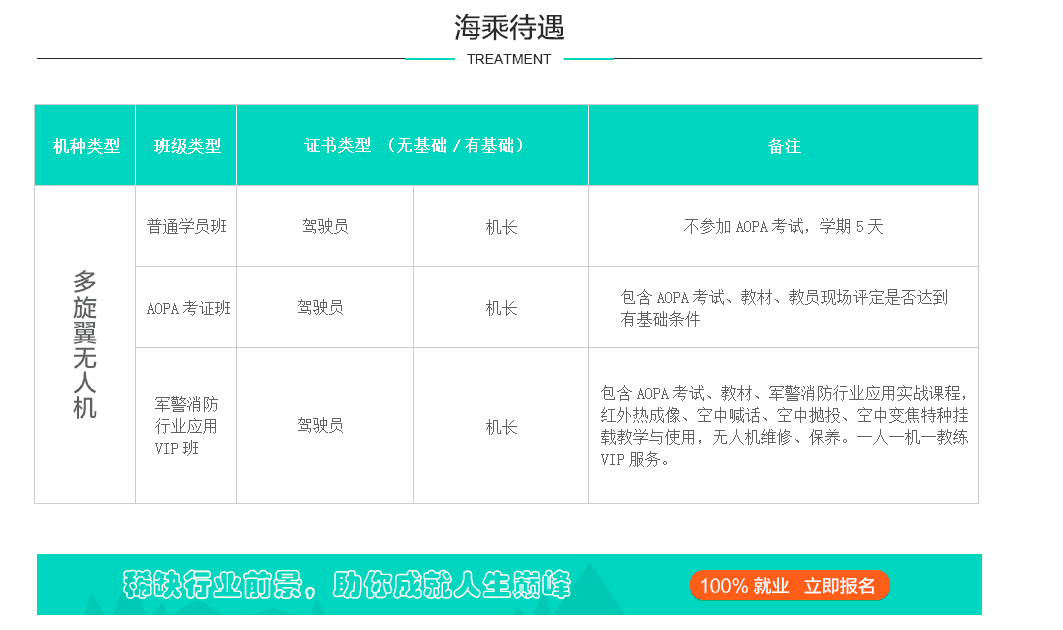 海乘待遇
TREATMENT
机种类型 班级类型 证书类型 （无基础 / 有基础） 备注
多旋翼无人机
普通学员班 驾驶员 机长 不参加 AOPA 考试，学期 5 天
AOPA 考证班 驾驶员 机长 包含 AOPA 考试、教材、教员现场评定是否达到
有基础条件
军警消防
行业应用
VIP 班
驾驶员 机长
包含 AOPA 考试、教材、军警消防行业应用实战课程，
红外热成像、空中喊话、空中抛投、空中变焦特种挂
载教学与使用，无人机维修、保养。一人一机一教练
VIP 服务。
稀缺行业前景，助你成就人生巅峰
100% 就业 立即报名